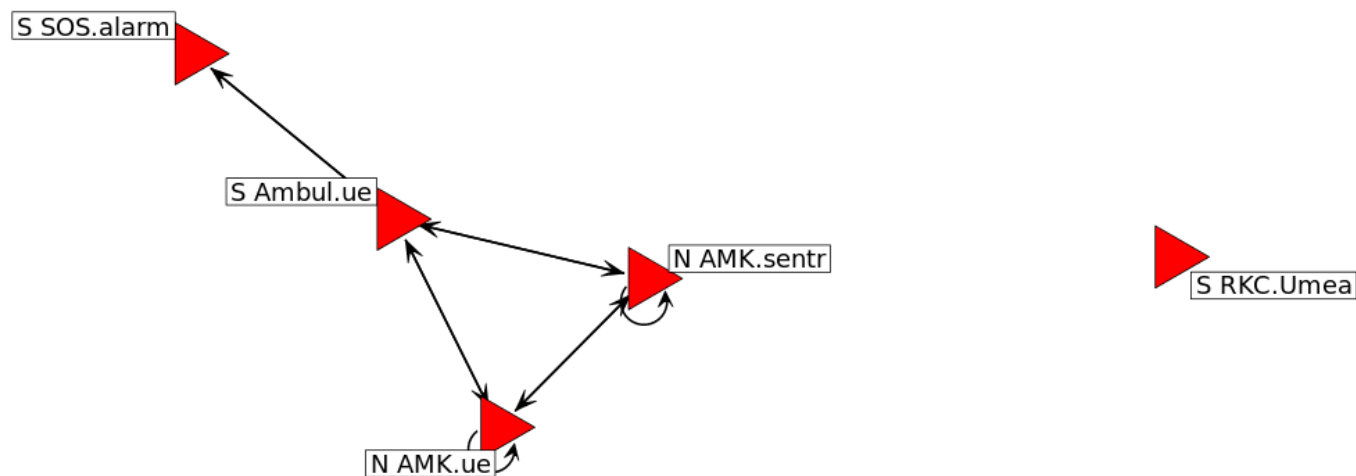 S SOS.alarm
S Ambul.ue
N AMK.sentr
S RKC.Umea
N AMK.ue